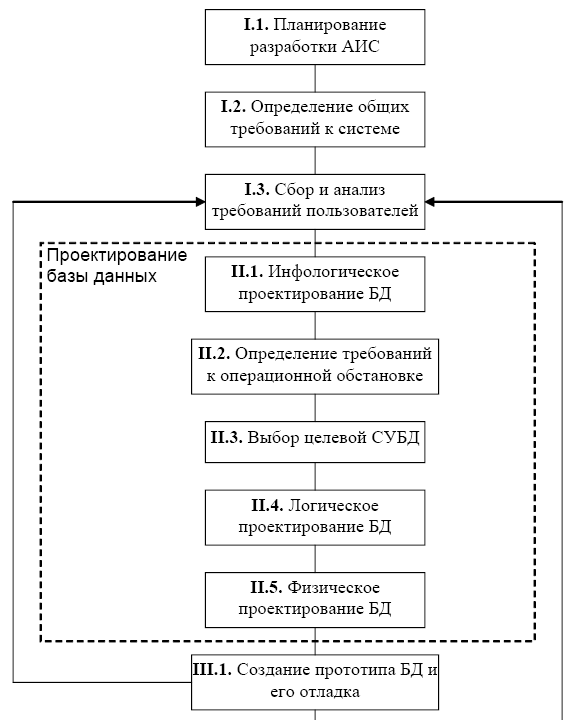 I.1. Планирование
разработки АИС
I.2. Определение общих
требований к системе
I.3. Сбор и анализ
требований пользователей
Проектирование
базы данных
II.1. Инфологическое
проектирование БД
II.2. Определение требований
к операционной обстановке
II.3. Выбор целевой СУБД
II.4. Логическое
проектирование БД
II.5. Физическое
проектирование БД
III.1. Создание прототипа БД и
его отладка